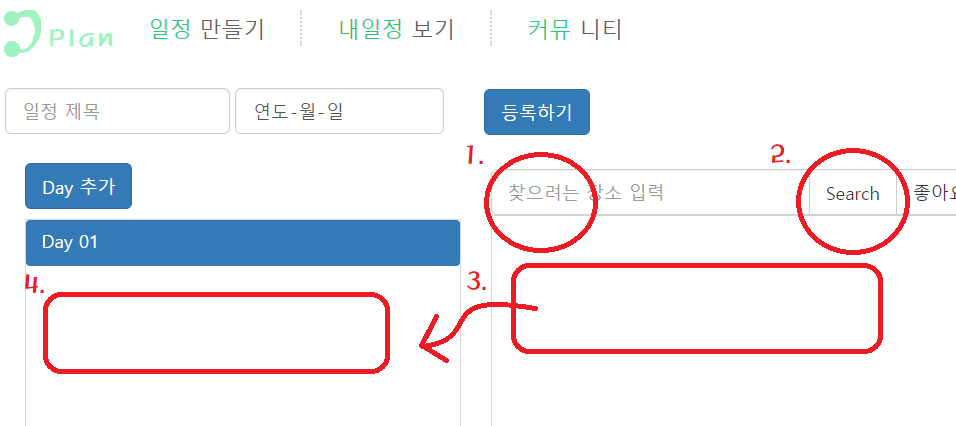 Plan 일정 만들기 내일정 보기 커뮤 니티
일정 제목 연도-월-일 등록하기
1. 2.
Day 추가 찾으려는 장소 입력 Search 좋아요
Day 01
4. 3.